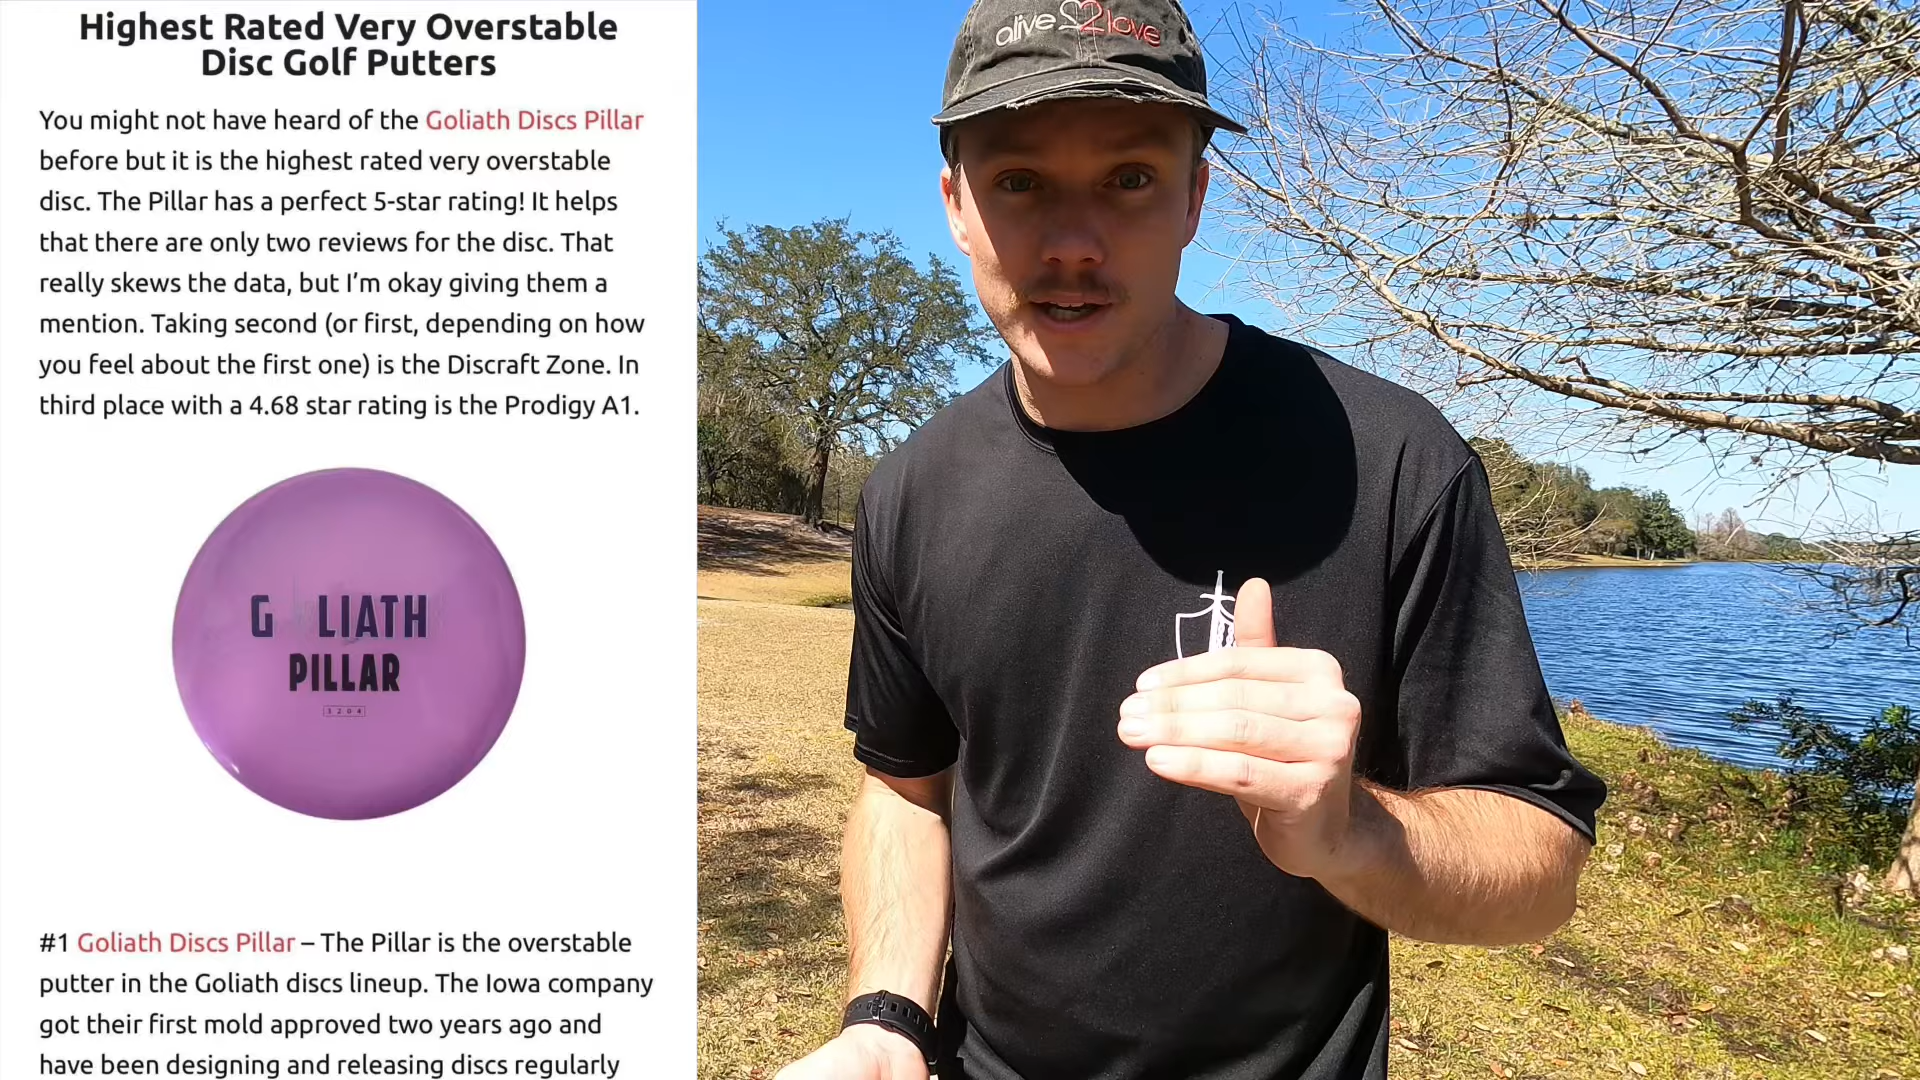 Highest Rated Very Overstable
Disc Golf Putters
You might not have heard of the Goliath Discs Pillar
before but it is the highest rated very overstable
disc. The Pillar has a perfect 5-star rating! It helps
that there are only two reviews for the disc. That
really skews the data, but I’m okay giving them a
mention. Taking second (or first, depending on how
you feel about the first one) is the Discraft Zone. In
third place with a 4.68 star rating is the Prodigy A1.
G LIATH
PILLAR
3204
#1 Goliath Discs Pillar – The Pillar is the overstable
putter in the Goliath discs lineup. The Iowa company
got their first mold approved two years ago and
have been designing and releasing discs regularly
alive 2 love